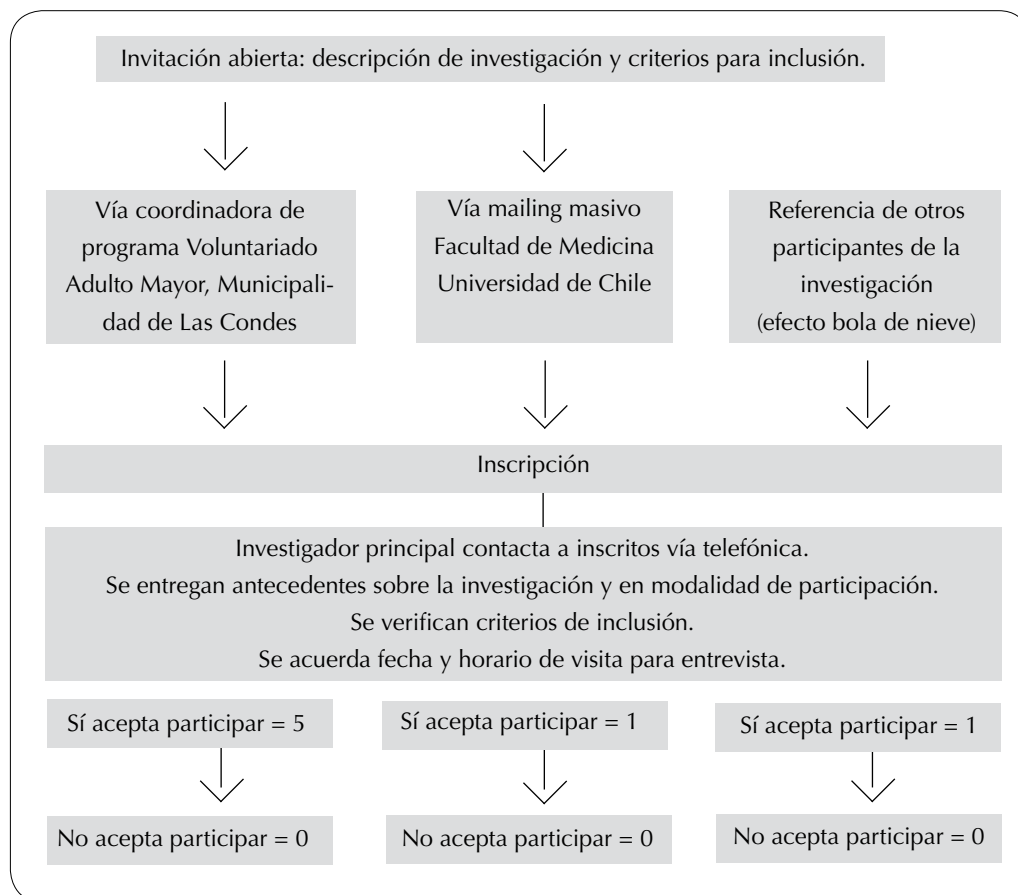 Invitación abierta: descripción de investigación y criterios para inclusión.
Vía coordinadora de
programa Voluntariado
Adulto Mayor, Municipali-
dad de Las Condes
Vía mailing masivo
Facultad de Medicina
Universidad de Chile
Referencia de otros
participantes de la
investigación
(efecto bola de nieve)
Inscripción
Investigador principal contacta a inscritos vía telefónica.
Se entregan antecedentes sobre la investigación y en modalidad de participación.
Se verifican criterios de inclusión.
Se acuerda fecha y horario de visita para entrevista.
Sí acepta participar = 5
Sí acepta participar = 1
Sí acepta participar = 1
No acepta participar = 0
No acepta participar = 0
No acepta participar = 0